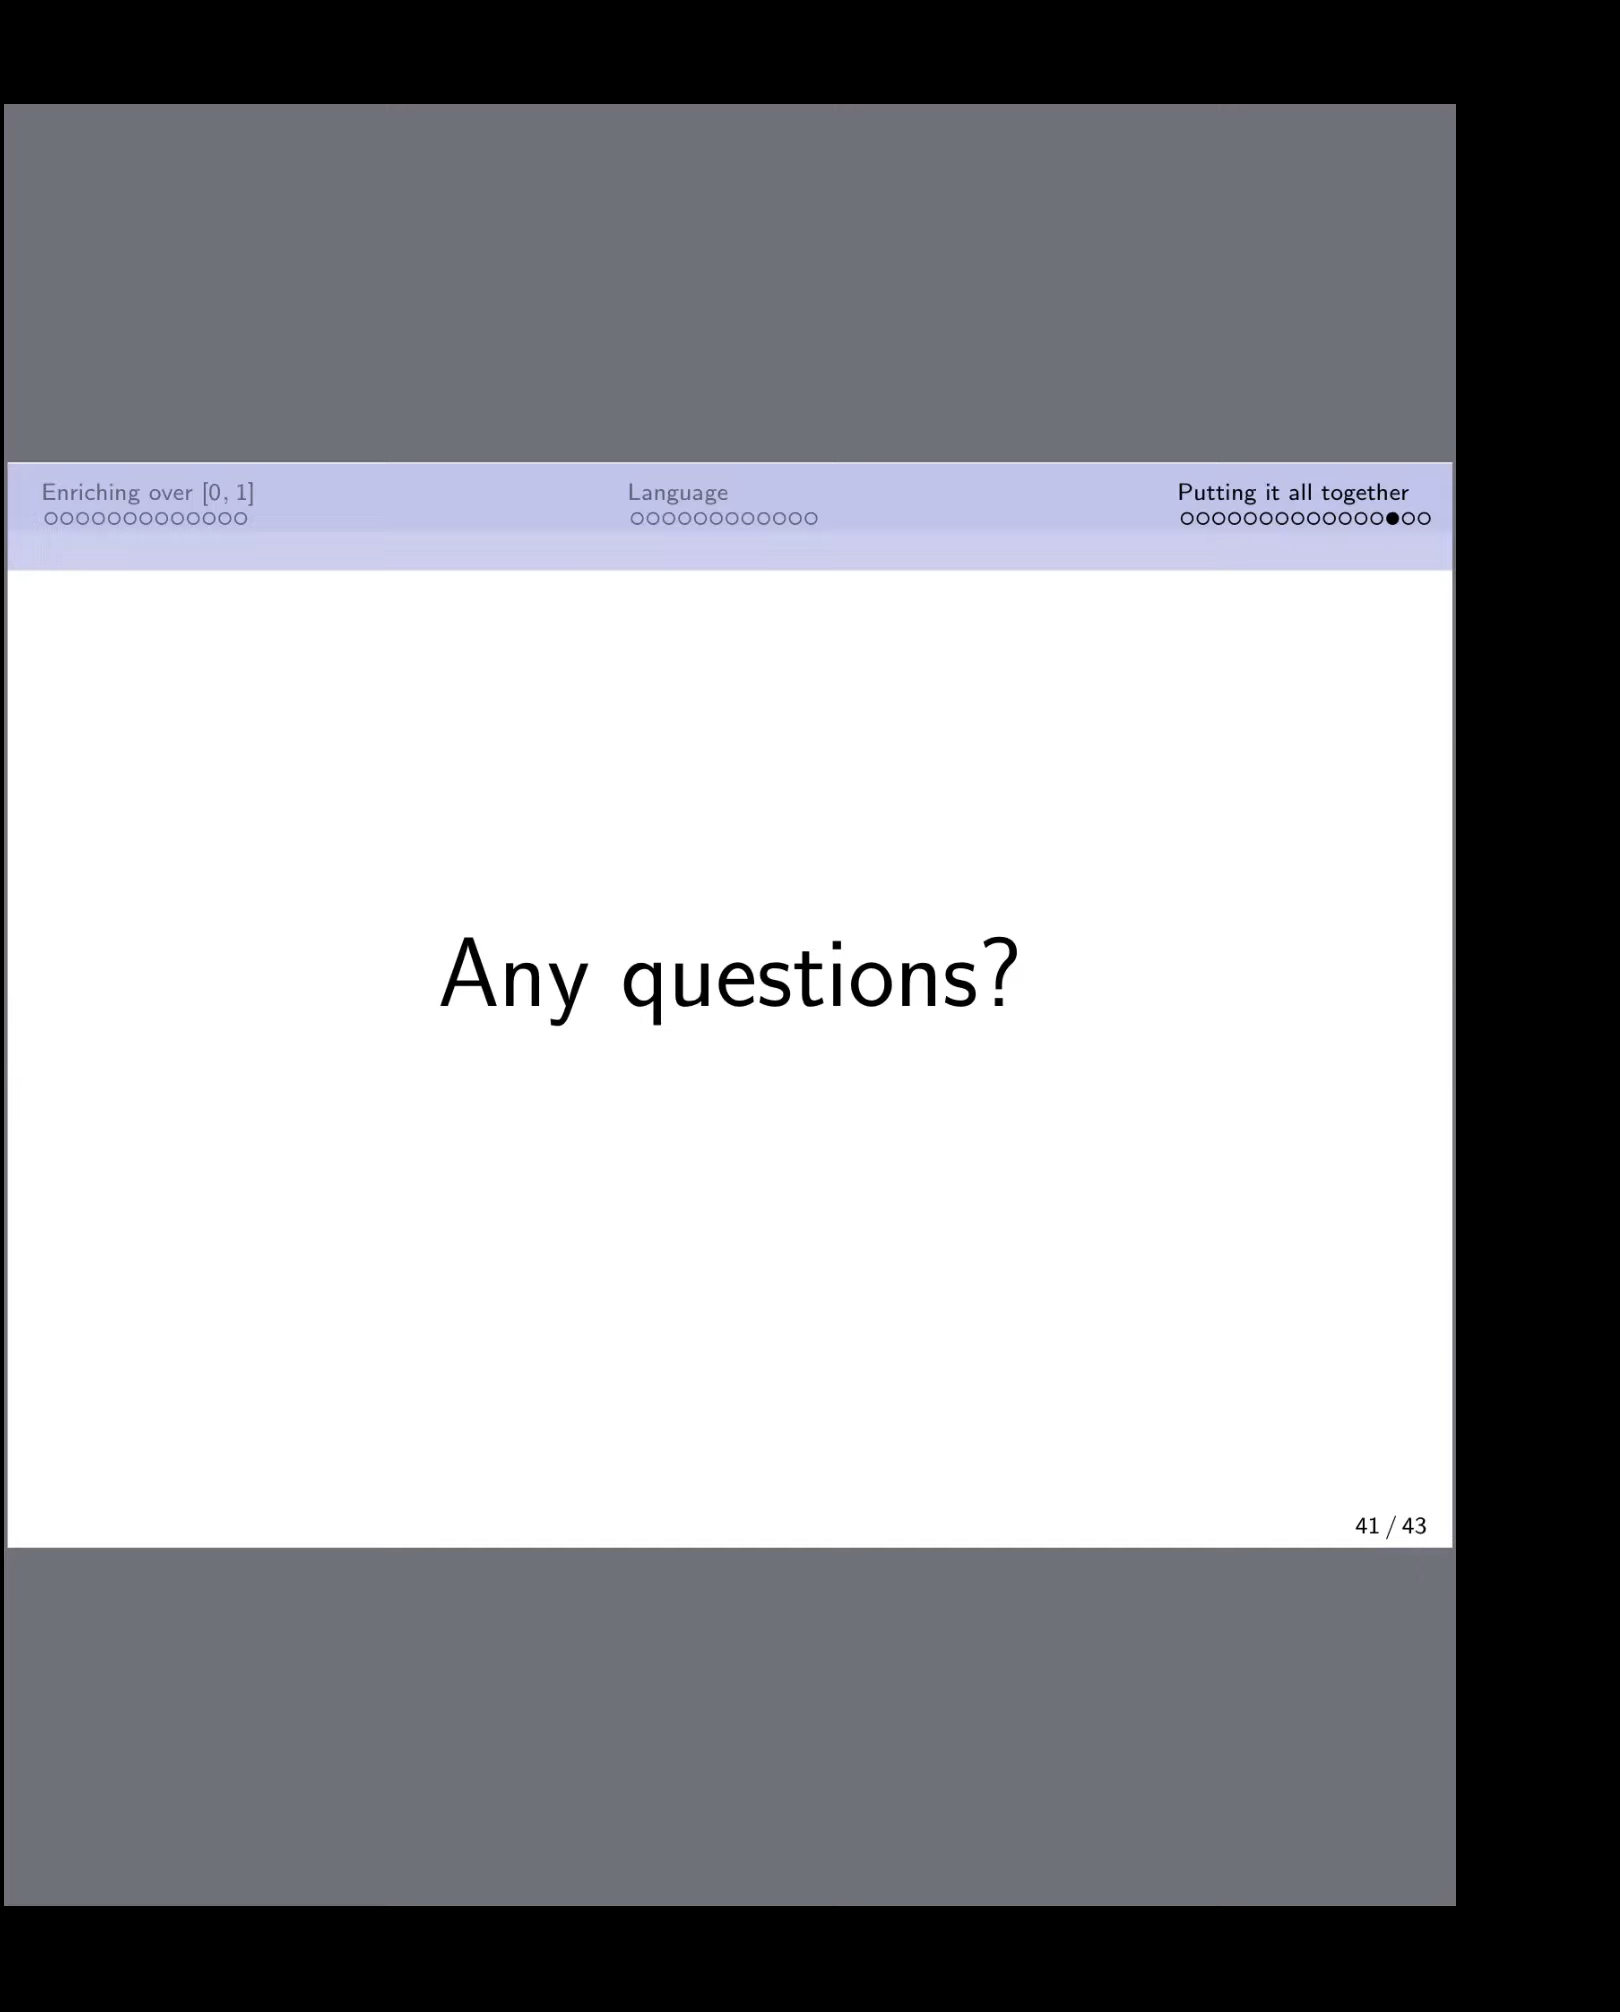 Enriching over [0, 1]
Language
Putting it all together
Any questions?
41 / 43